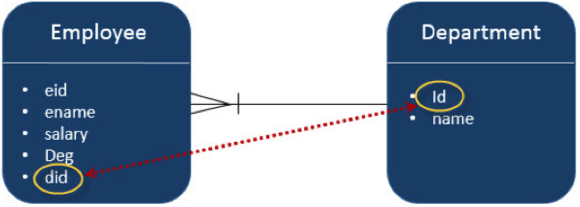 Employee
eid
ename
salary
Deg
did
Department
Id
name